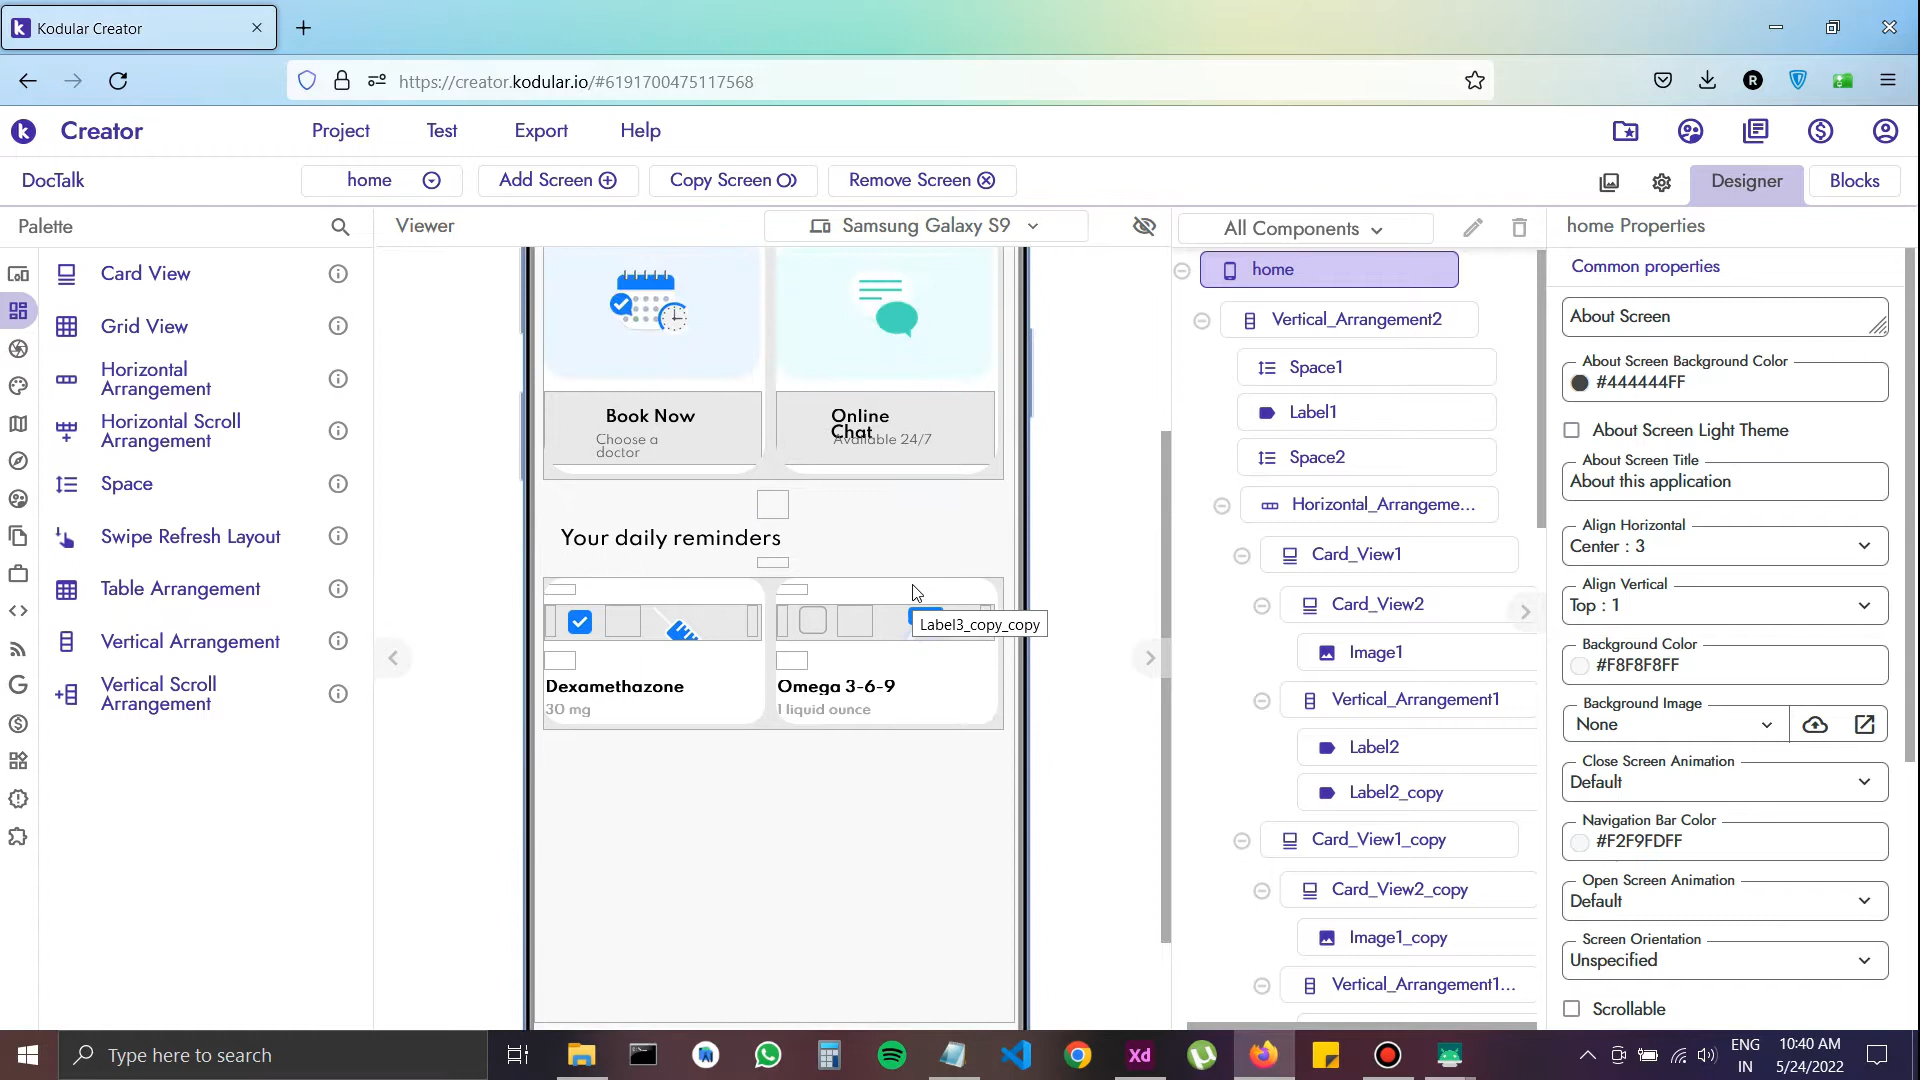 Kodular Creator
https://creator.kodular.io/#6191700475117568
R
Creator
Project
Test
Export
Help
DocTalk
home
Add Screen
Copy Screen
Remove Screen
Designer
Blocks
Palette
Viewer
Samsung Galaxy S9
All Components
home Properties
Card View
Grid View
Horizontal
Arrangement
Horizontal Scroll
Arrangement
Space
Swipe Refresh Layout
Table Arrangement
Vertical Arrangement
Vertical Scroll
Arrangement
Book Now
Choose a
doctor
Online
Chat
Available 24/7
Your daily reminders
Label3_copy_copy
Dexamethazone
30 mg
Omega 3-6-9
1 liquid ounce
home
Vertical_Arrangement2
Space1
Label1
Space2
Horizontal_Arrangeme...
Card_View1
Card_View2
Image1
Vertical_Arrangement1
Label2
Label2_copy
Card_View1_copy
Card_View2_copy
Image1_copy
Vertical_Arrangement1...
Common properties
About Screen
About Screen Background Color
#444444FF
About Screen Light Theme
About Screen Title
About this application
Align Horizontal
Center : 3
Align Vertical
Top : 1
Background Color
#F8F8F8FF
Background Image
None
Close Screen Animation
Default
Navigation Bar Color
#F2F9FDFF
Open Screen Animation
Default
Screen Orientation
Unspecified
Scrollable
Type here to search
Xd
ENG
IN
10:40 AM
5/24/2022